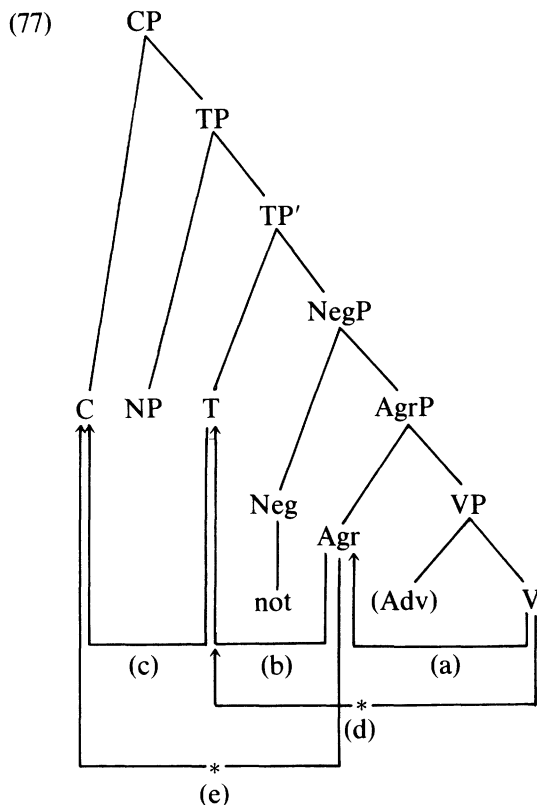 (77) CP
TP
TP′
NegP
C NP T AgrP
Neg VP
Agr
not (Adv) V
(c) (b) (a)
*
(d)
*
(e)